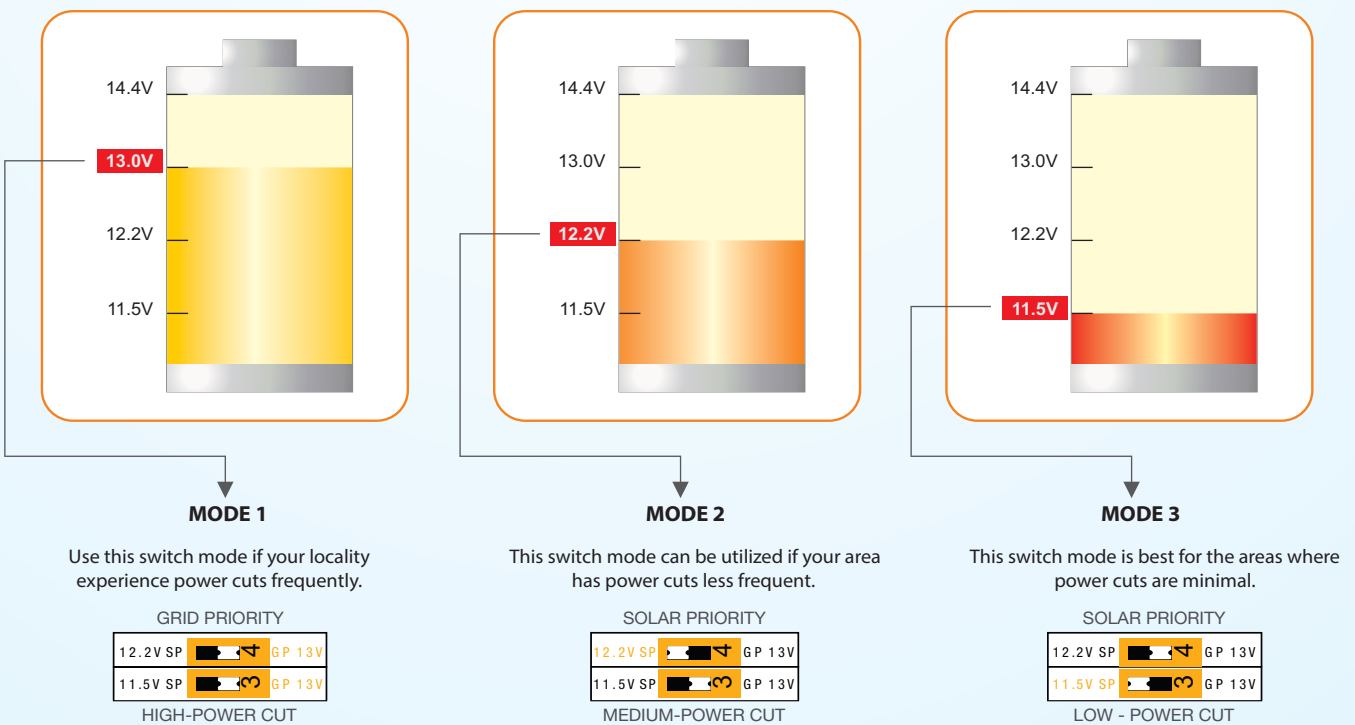 14.4V
13.0V
12.2V
11.5V
14.4V
13.0V
12.2V
11.5V
14.4V
13.0V
12.2V
11.5V
MODE 1
Use this switch mode if your locality
experience power cuts frequently.
GRID PRIORITY
12.2V SP 4 GP 13V
11.5V SP 3 GP 13V
HIGH-POWER CUT
MODE 2
This switch mode can be utilized if your area
has power cuts less frequent.
SOLAR PRIORITY
12.2V SP 4 GP 13V
11.5V SP 3 GP 13V
MEDIUM-POWER CUT
MODE 3
This switch mode is best for the areas where
power cuts are minimal.
SOLAR PRIORITY
12.2V SP 4 GP 13V
11.5V SP 3 GP 13V
LOW - POWER CUT